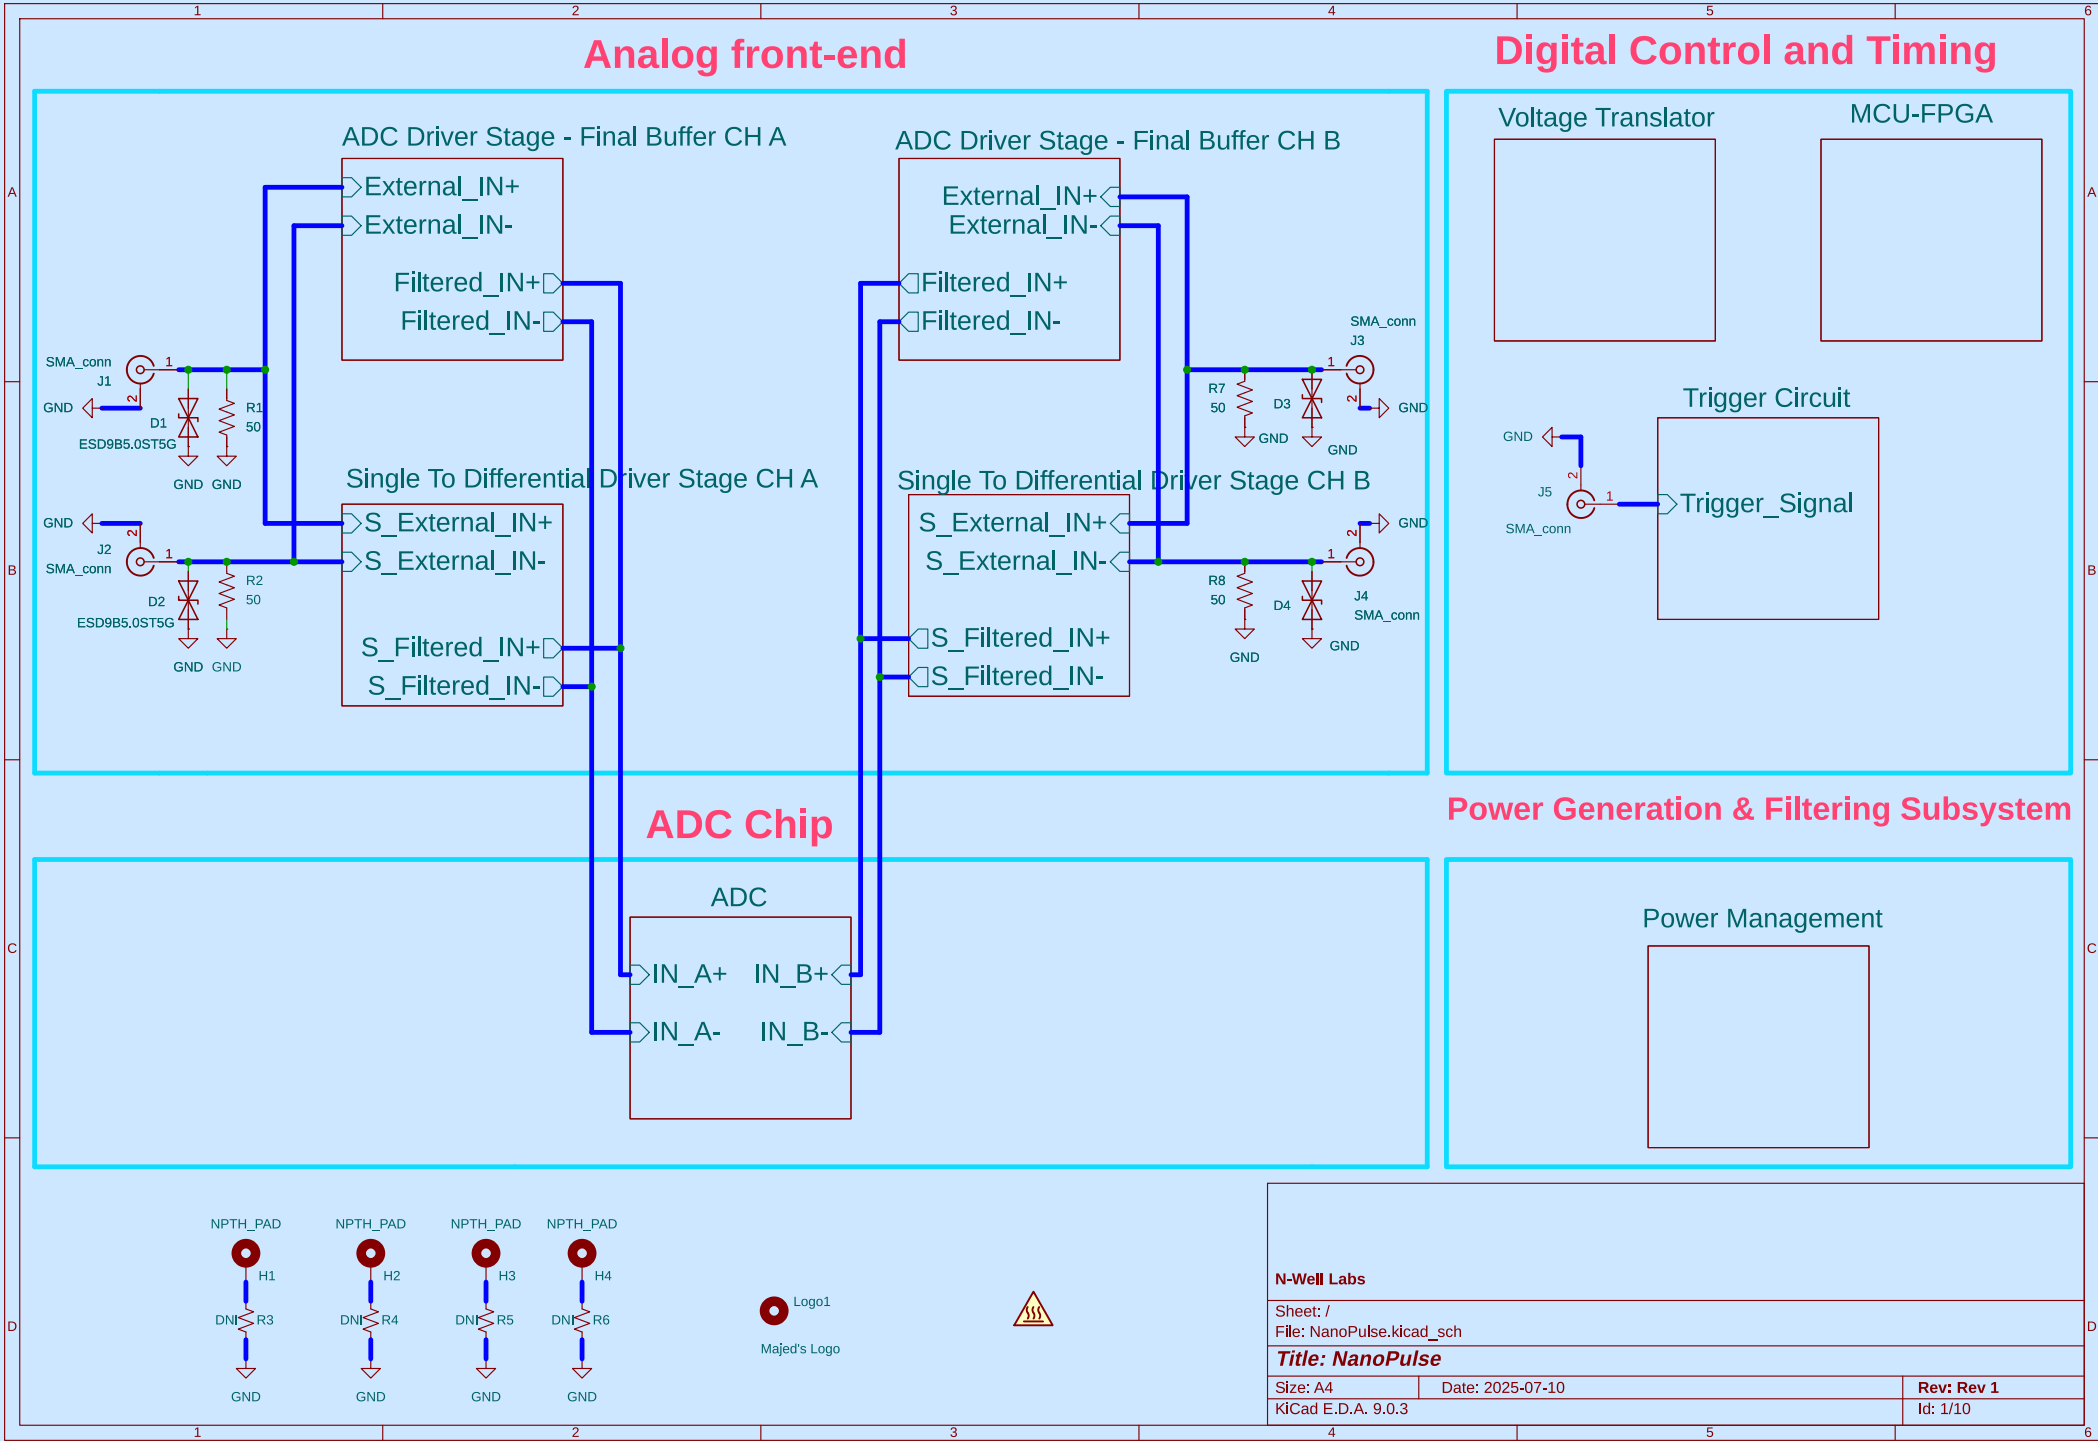 1 2 3 4 5 6
Analog front-end
Digital Control and Timing
ADC Driver Stage - Final Buffer CH A
External_IN+
External_IN-
Filtered_IN+
Filtered_IN-
ADC Driver Stage - Final Buffer CH B
External_IN+
External_IN-
Filtered_IN+
Filtered_IN-
Voltage Translator
MCU-FPGA
A
A
SMA_conn
J1
1
2
GND
D1
ESD9B5.0ST5G
R1
50
GND GND
SMA_conn
J3
1
2
GND
R7
50
GND
D3
GND
Single To Differential Driver Stage CH A
S_External_IN+
S_External_IN-
S_Filtered_IN+
S_Filtered_IN-
Single To Differential Driver Stage CH B
S_External_IN+
S_External_IN-
S_Filtered_IN+
S_Filtered_IN-
GND
2
J2
1
SMA_conn
D2
ESD9B5.0ST5G
R2
50
GND GND
GND
2
1
J4
SMA_conn
R8
50
GND
D4
GND
Trigger Circuit
GND
2
J5
1
SMA_conn
Trigger_Signal
B
B
ADC Chip
Power Generation & Filtering Subsystem
ADC
IN_A+ IN_B+
IN_A- IN_B-
Power Management
C
C
NPTH_PAD NPTH_PAD NPTH_PAD NPTH_PAD
H1 H2 H3 H4
DNI R3 DNI R4 DNI R5 DNI R6
GND GND GND GND
Logo1
Majed's Logo
D
D
N-Well Labs
Sheet: /
File: NanoPulse.kicad_sch
Title: NanoPulse
Size: A4 Date: 2025-07-10 Rev: Rev 1
KiCad E.D.A. 9.0.3 Id: 1/10
1 2 3 4 5 6